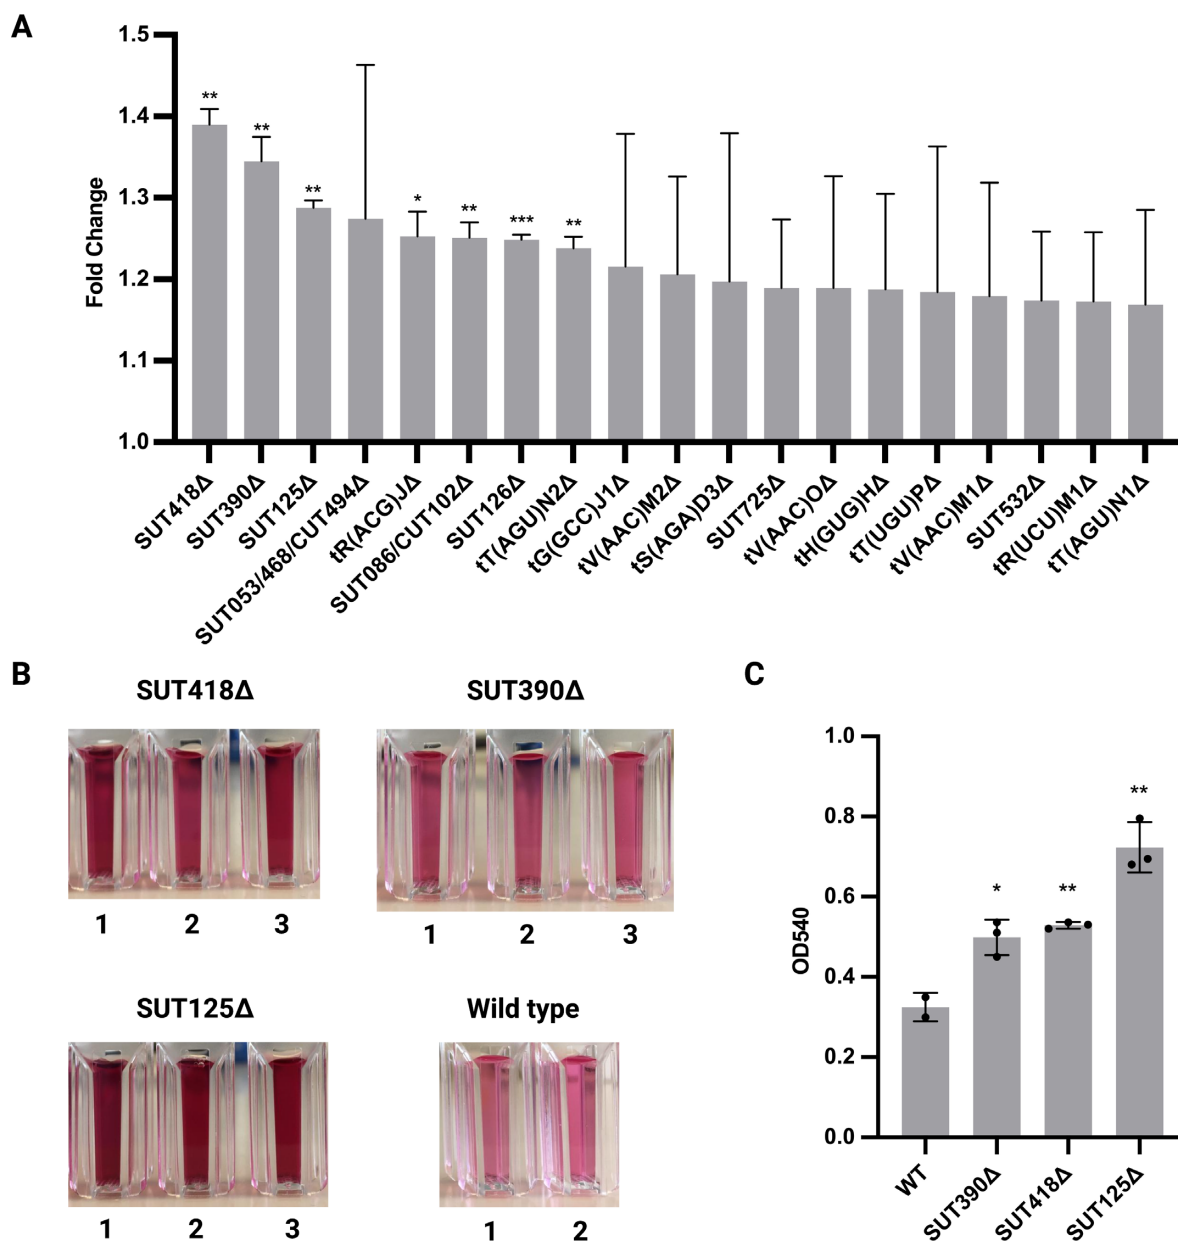 A
1.5
1.4
1.3
1.2
1.1
1.0
Fold Change
** ** ** * ** *** **
SUT418Δ
SUT390Δ
SUT125Δ
SUT053/468/CUT494Δ
tR(ACG)JΔ
SUT086/CUT102Δ
SUT126Δ
tT(AGU)N2Δ
tG(GCC)J1Δ
tV(AAC)M2Δ
tS(AGA)D3Δ
SUT725Δ
tV(AAC)OΔ
tH(GUG)HΔ
tT(UGU)PΔ
tV(AAC)M1Δ
SUT532Δ
tR(UCU)M1Δ
tT(AGU)N1Δ
B
SUT418Δ
1 2 3
SUT390Δ
1 2 3
SUT125Δ
1 2 3
Wild type
1 2
C
1.0
0.8
0.6
0.4
0.2
0.0
OD540
* ** **
WT
SUT390Δ
SUT418Δ
SUT125Δ